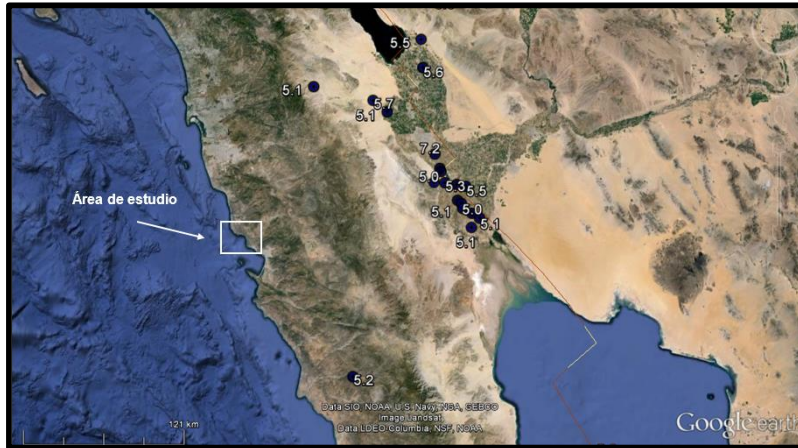 5.5
5.6
5.1
5.7
5.1
7.2
5.0
5.3
5.5
5.1
5.0
5.1
5.1
Área de estudio
5.2
Data SIO, NOAA, U.S. Navy, NGA, GEBCO
Image Landsat
Data LDEO-Columbia, NSF, NOAA
121 km
Google earth